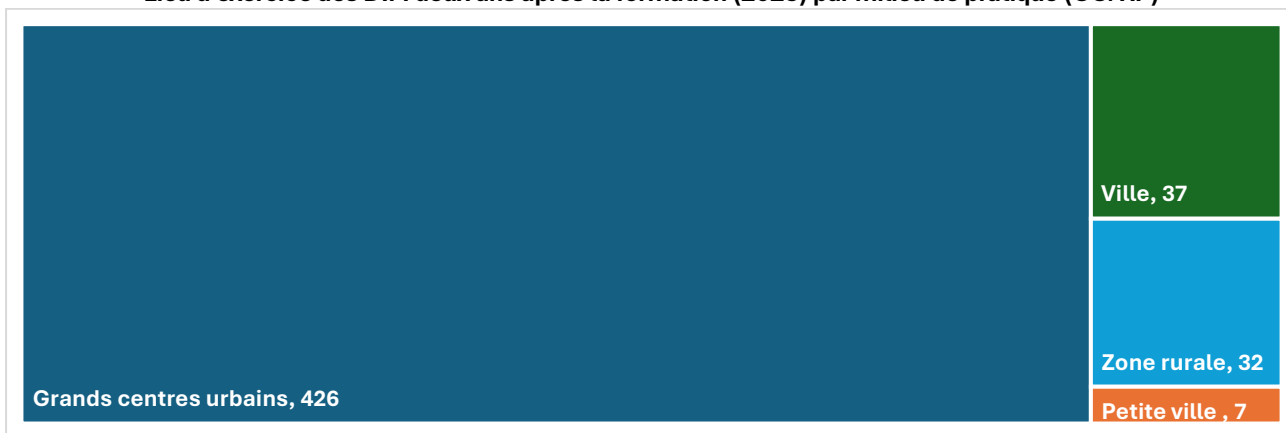 Grands centres urbains, 426
Ville, 37
Zone rurale, 32
Petite ville , 7